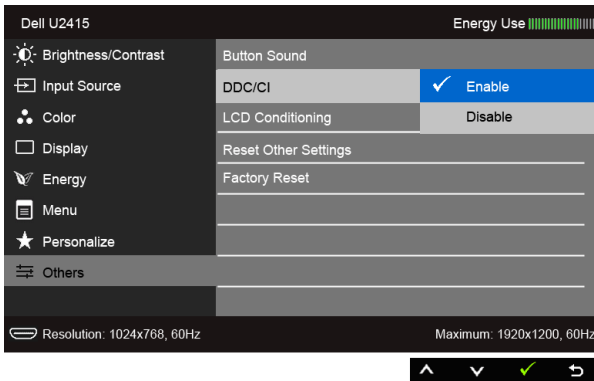 Dell U2415
Energy Use
Brightness/Contrast
Button Sound
Input Source
DDC/CI
Enable
Color
LCD Conditioning
Disable
Display
Reset Other Settings
Energy
Factory Reset
Menu
Personalize
Others
Resolution: 1024x768, 60Hz
Maximum: 1920x1200, 60Hz